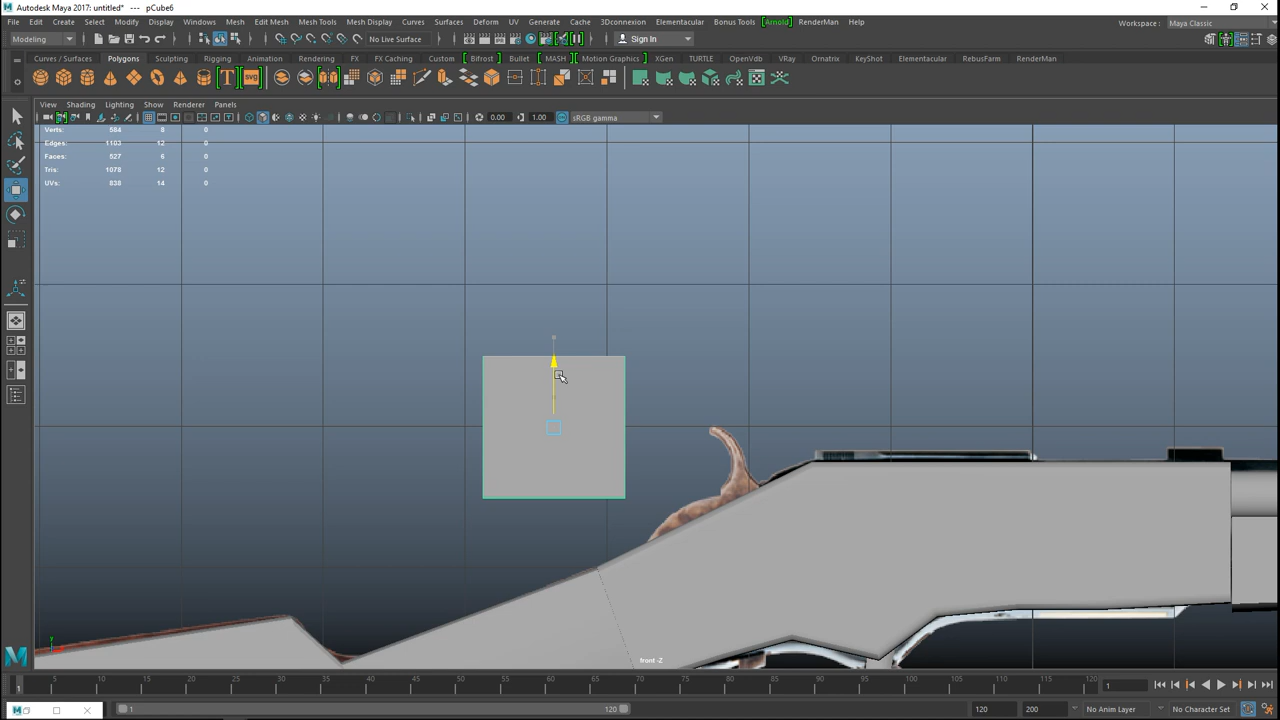 Autodesk Maya 2017: untitled* - pCube6
File Edit Create Select Modify Display Windows Mesh Edit Mesh Mesh Tools Mesh Display Curves Surfaces Deform UV Generate Cache 3Dconnexion Elementacular Bonus Tools [Arnold] RenderMan Help
Workspace : Maya Classic
Modeling No Live Surface Sign In
Curves / Surfaces Polygons Sculpting Rigging Animation Rendering FX FX Caching Custom Bifrost Bullet MASH Motion Graphics XGen TURTLE OpenVdb VRay Ornatrix KeyShot Elementacular RebusFarm RenderMan
View Shading Lighting Show Renderer Panels
0.00 1.00 sRGB gamma
Verts: 584 8 0
Edges: 1103 12 0
Faces: 527 6 0
Tris: 1078 12 0
UVs: 838 14 0
y
front -Z
1 5 10 15 20 25 30 35 40 45 50 55 60 65 70 75 80 85 90 95 100 105 110 115 120 1
1 120 120 200 No Anim Layer No Character Set